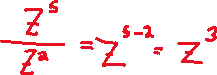 z^5/z^2 = z^{5-2} = z^3